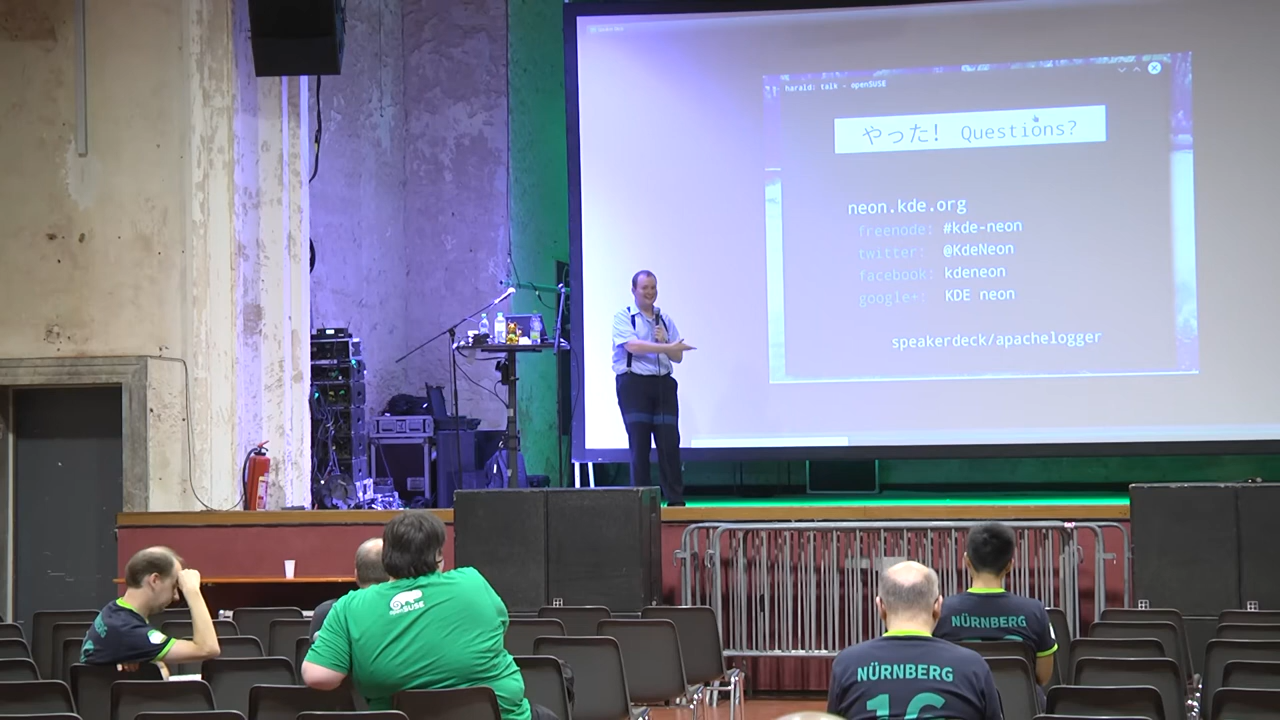 harald: talk - openSUSE
やった! Questions?
neon.kde.org
freenode: #kde-neon
twitter: @KdeNeon
facebook: kdeneon
google+: KDE neon
speakerdeck/apachelogger
openSUSE
NÜRNBERG
NÜRNBERG
16